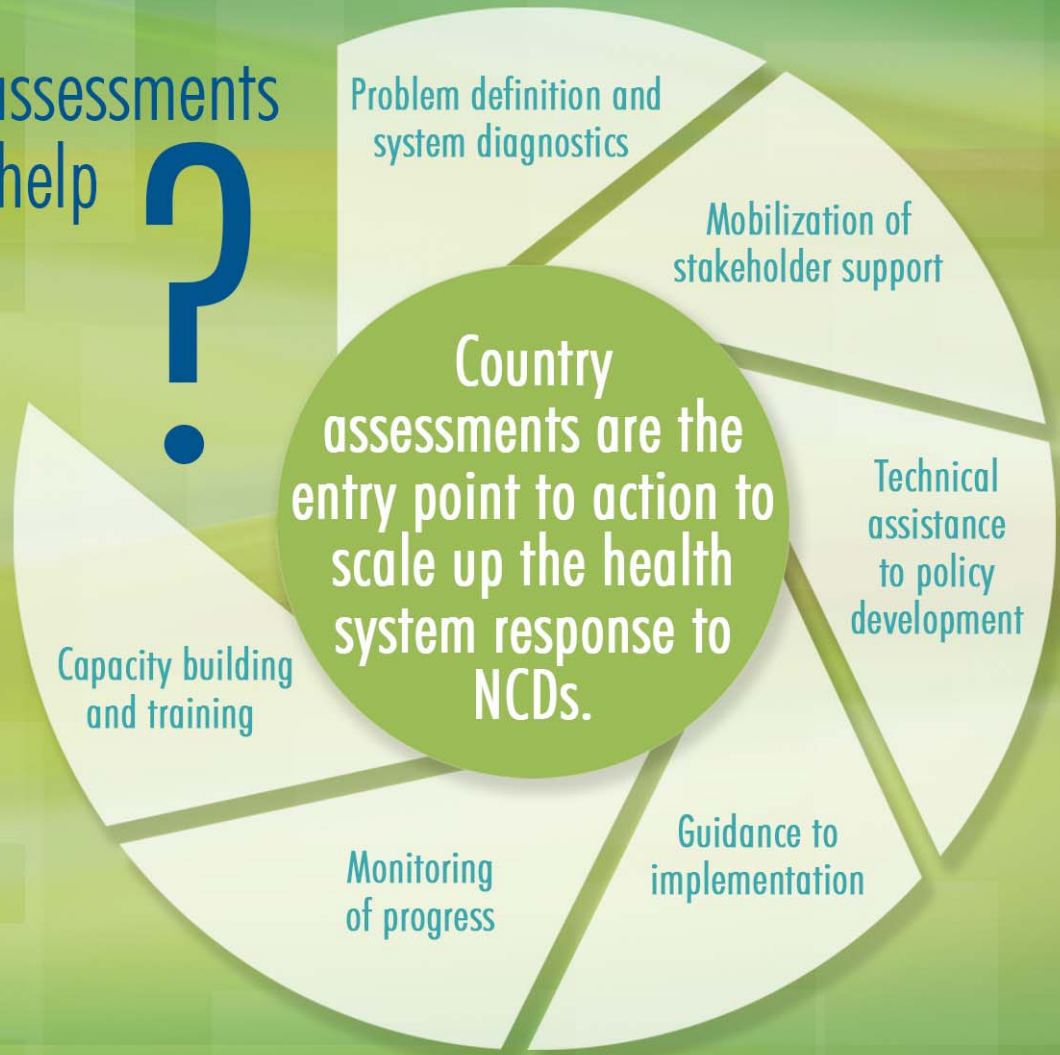 assessments
help
?
Problem definition and
system diagnostics
Mobilization of
stakeholder support
Technical
assistance
to policy
development
Guidance to
implementation
Monitoring
of progress
Capacity building
and training
Country
assessments are the
entry point to action to
scale up the health
system response to
NCDs.